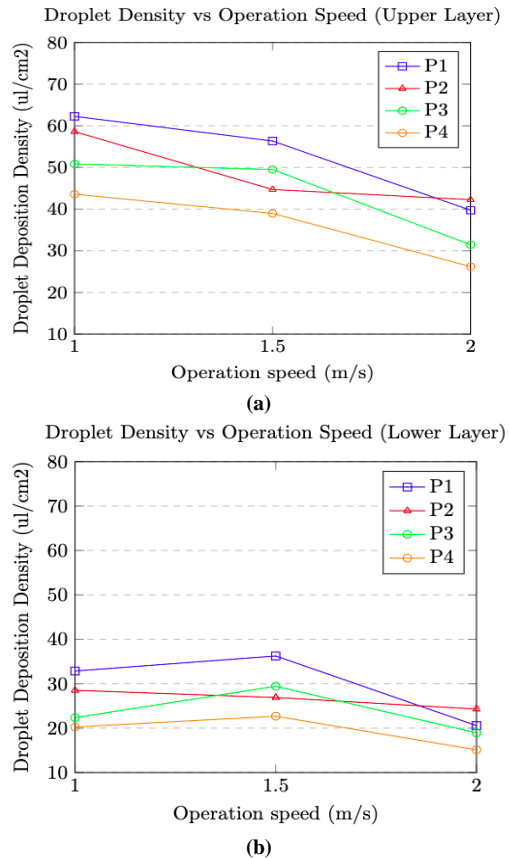 Droplet Density vs Operation Speed (Upper Layer)
Droplet Deposition Density (ul/cm2)
80
70
60
50
40
30
20
10
P1
P2
P3
P4
1 1.5 2
Operation speed (m/s)
(a)
Droplet Density vs Operation Speed (Lower Layer)
Droplet Deposition Density (ul/cm2)
80
70
60
50
40
30
20
10
P1
P2
P3
P4
1 1.5 2
Operation speed (m/s)
(b)